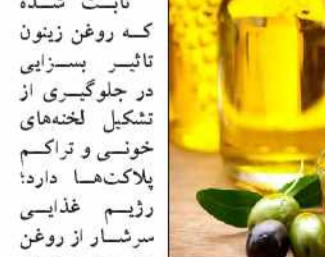 ثابت شده
که روغن زیتون
تاثیر بسزایی
در جلوگیری از
تشکیل لخته‌های
خونی و تراکم
پلاکت‌ها دارد؛
رژیم غذایی
سرشار از روغن